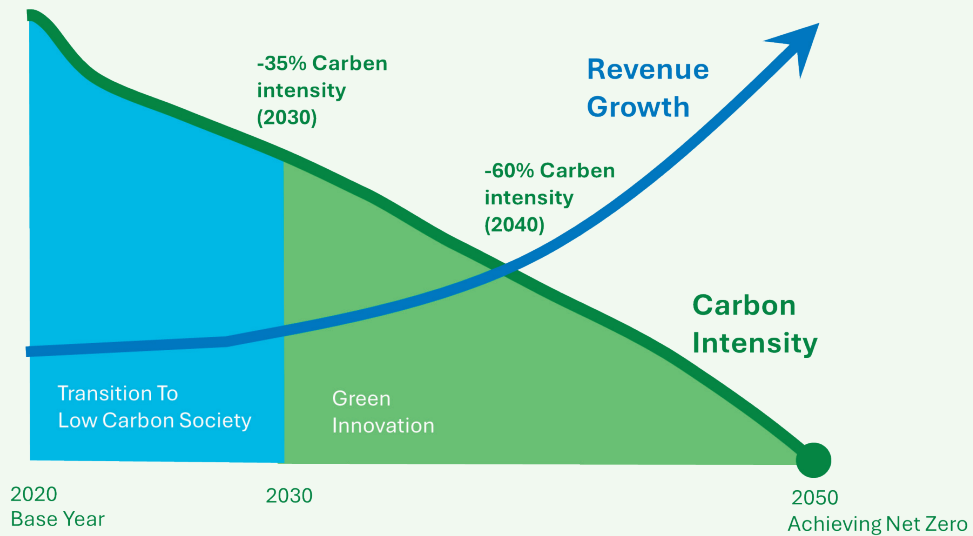 -35% Carben
intensity
(2030)
Revenue
Growth
-60% Carben
intensity
(2040)
Carbon
Intensity
Transition To
Low Carbon Society
Green
Innovation
2020
Base Year
2030
2050
Achieving Net Zero